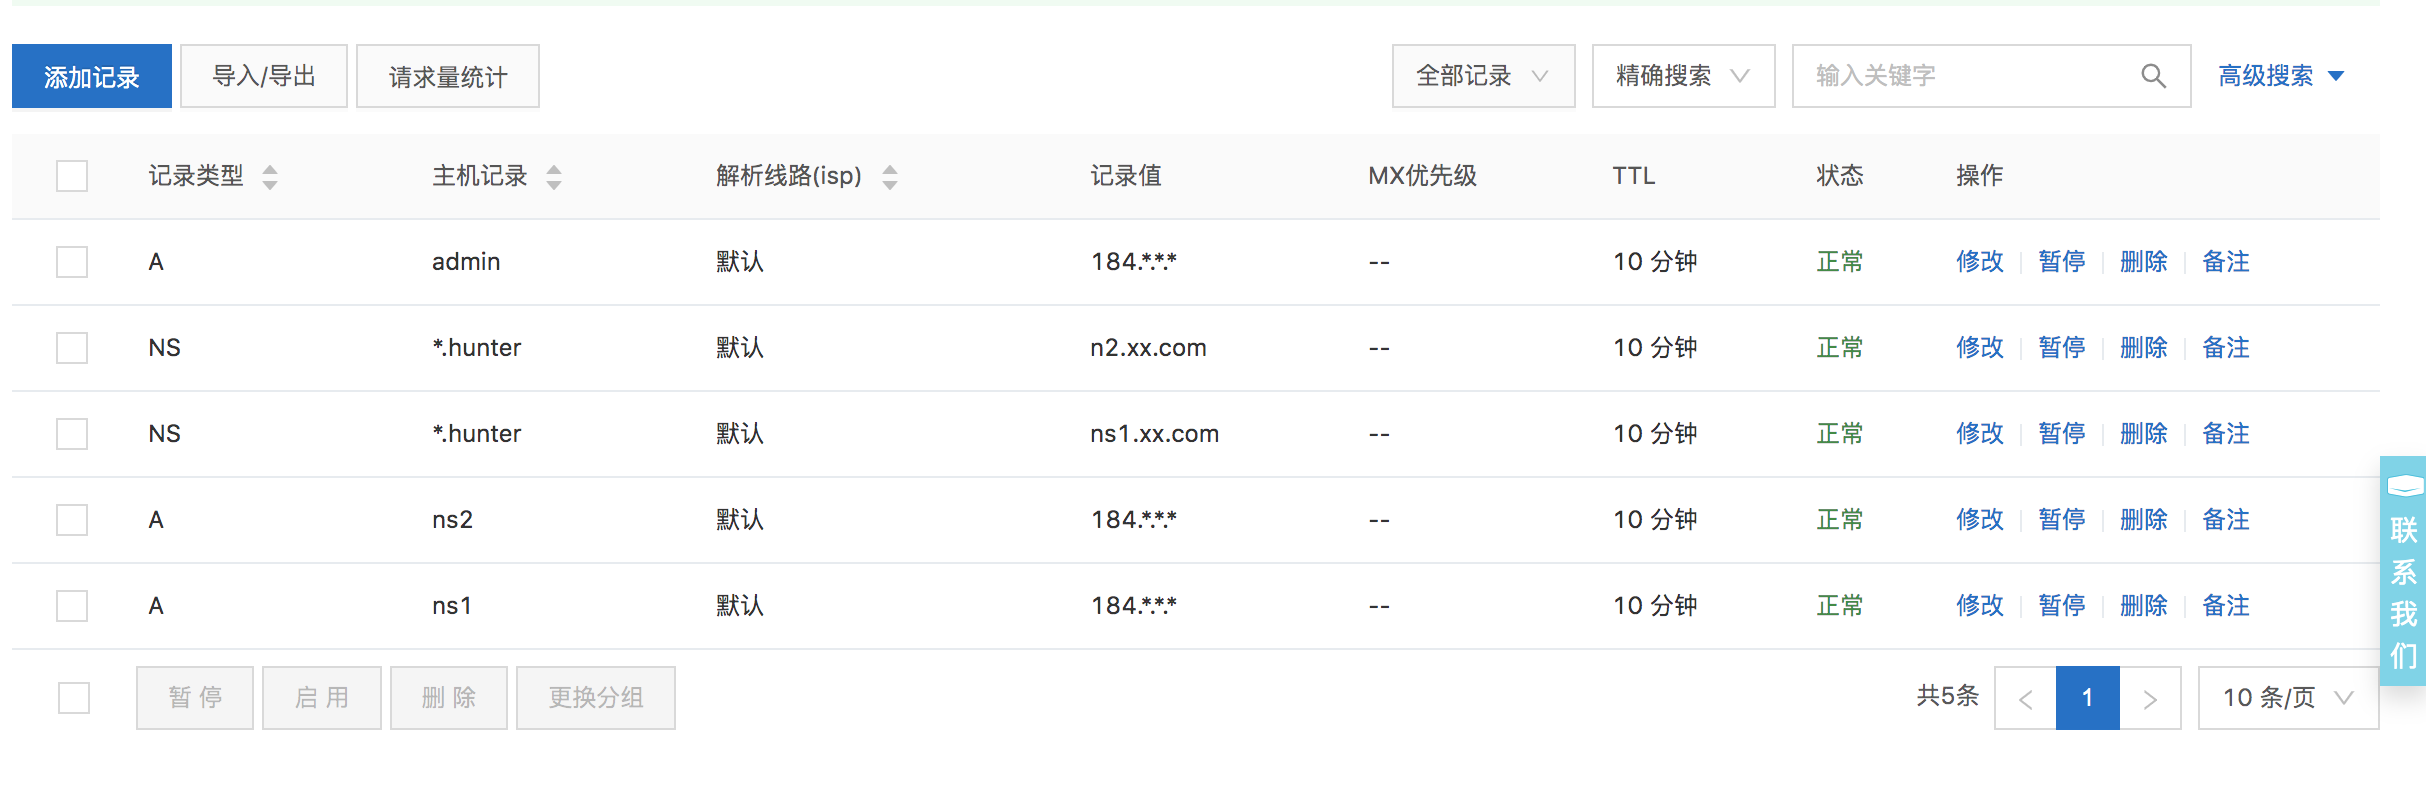 添加记录 导入/导出 请求量统计 全部记录 精确搜索 输入关键字 高级搜索
记录类型 主机记录 解析线路(isp) 记录值 MX优先级 TTL 状态 操作
A admin 默认 184.*.*.* -- 10 分钟 正常 修改 暂停 删除 备注
NS *.hunter 默认 n2.xx.com -- 10 分钟 正常 修改 暂停 删除 备注
NS *.hunter 默认 ns1.xx.com -- 10 分钟 正常 修改 暂停 删除 备注
A ns2 默认 184.*.*.* -- 10 分钟 正常 修改 暂停 删除 备注
A ns1 默认 184.*.*.* -- 10 分钟 正常 修改 暂停 删除 备注
暂 停 启 用 删 除 更换分组 共5条 < 1 > 10 条/页
联系我们